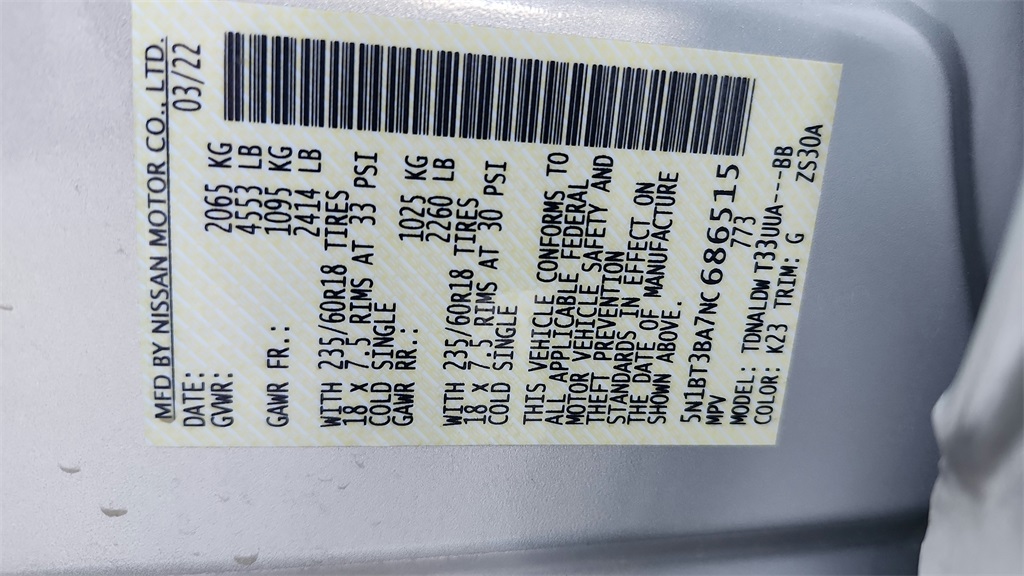 MFD BY NISSAN MOTOR CO., LTD.
DATE: 03/22
GVWR: 2065 KG
4553 LB
GAWR FR.: 1095 KG
2414 LB
WITH 235/60R18 TIRES
18 X 7.5 RIMS AT 33 PSI
COLD SINGLE
GAWR RR.: 1025 KG
2260 LB
WITH 235/60R18 TIRES
18 X 7.5 RIMS AT 30 PSI
COLD SINGLE
THIS VEHICLE CONFORMS TO
ALL APPLICABLE FEDERAL
MOTOR VEHICLE SAFETY AND
THEFT PREVENTION
STANDARDS IN EFFECT ON
THE DATE OF MANUFACTURE
SHOWN ABOVE.
5N1BT3BA7NC686515
MPV 773
MODEL: TDNALDWT33UUA---BB
COLOR: K23 TRIM: G ZS30A